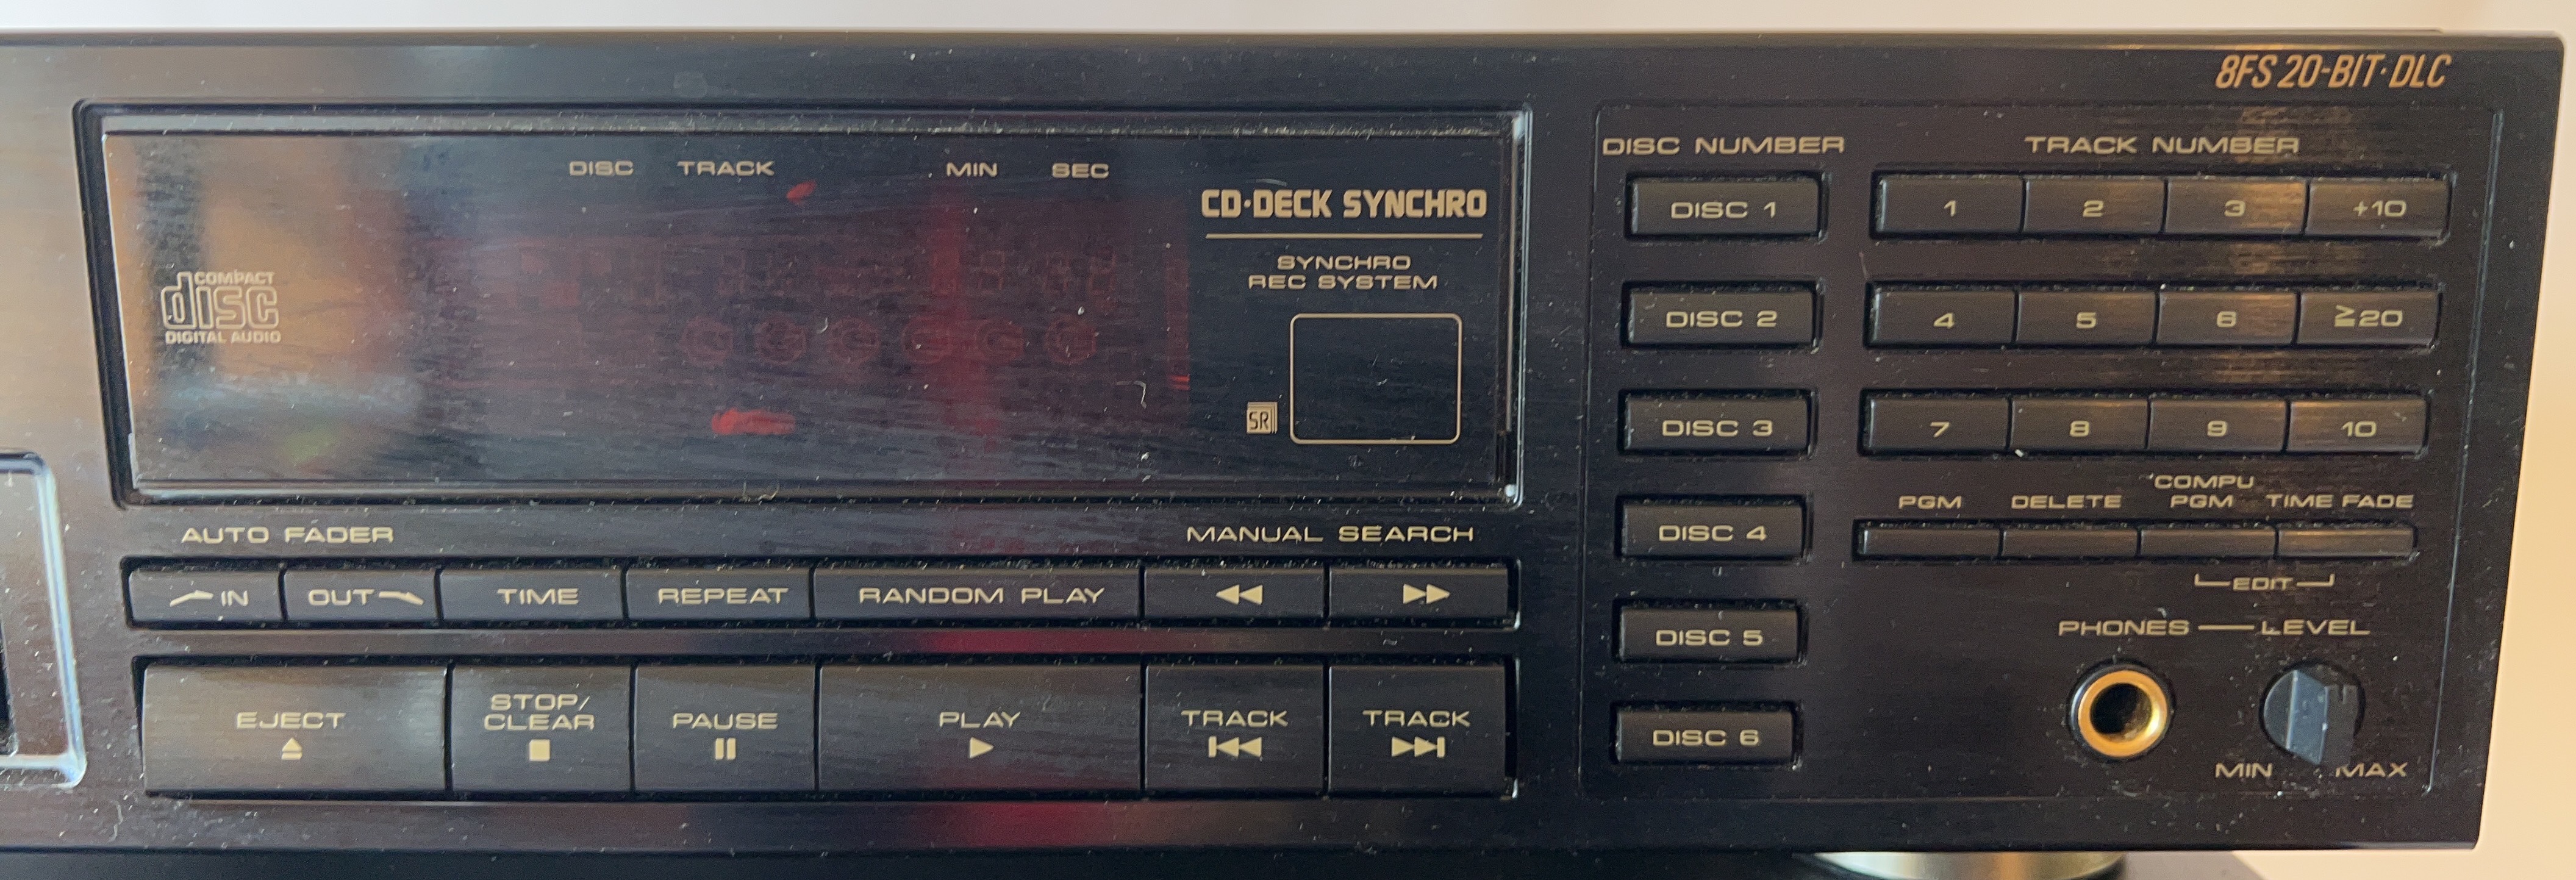 8FS 20-BIT·DLC
DISC TRACK MIN SEC
CD·DECK SYNCHRO
SYNCHRO
REC SYSTEM
COMPACT
disc
DIGITAL AUDIO
SR
AUTO FADER
MANUAL SEARCH
IN OUT TIME REPEAT RANDOM PLAY
EJECT
STOP/
CLEAR
PAUSE
PLAY
TRACK
TRACK
DISC NUMBER
DISC 1
DISC 2
DISC 3
DISC 4
DISC 5
DISC 6
TRACK NUMBER
1 2 3 +10
4 5 6 ≧20
7 8 9 10
PGM DELETE COMPU PGM TIME FADE
EDIT
PHONES — LEVEL
MIN MAX